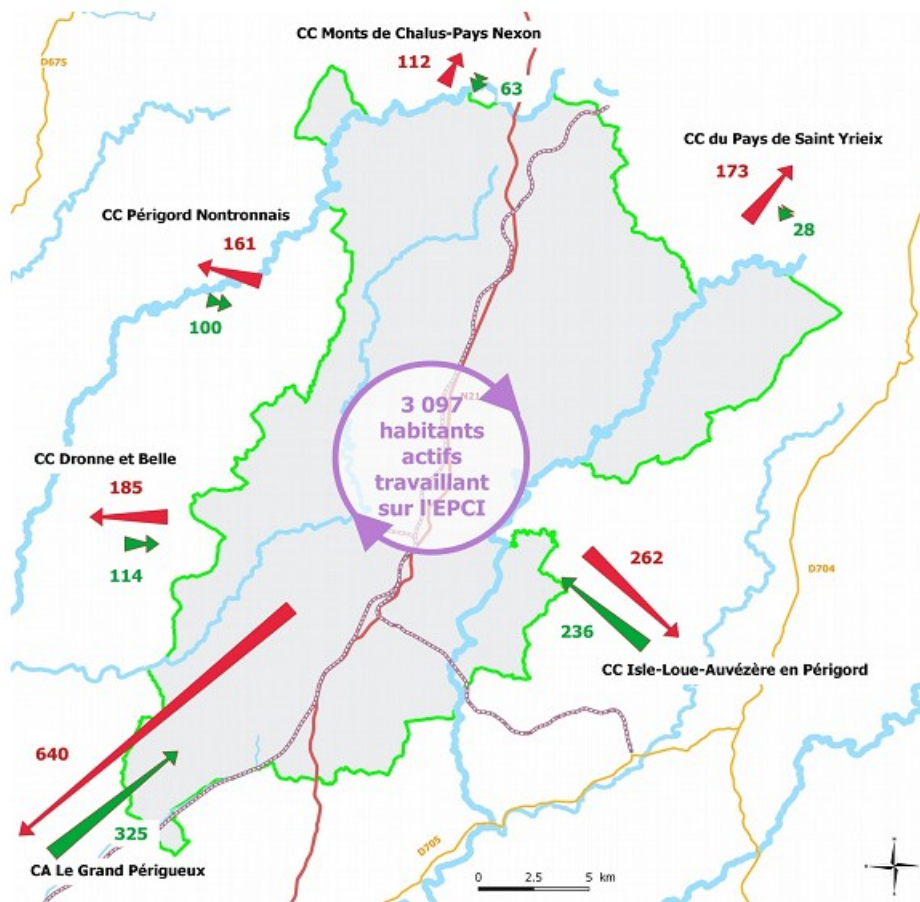 CC Monts de Chalus-Pays Nexon
112
63
D675
CC du Pays de Saint Yrieix
173
28
CC Périgord Nontronnais
161
100
N21
3 097
habitants
actifs
travaillant
sur l'EPCI
CC Dronne et Belle
185
114
262
236
D704
CC Isle-Loue-Auvézère en Périgord
640
325
CA Le Grand Périgueux
D705
0 2.5 5 km